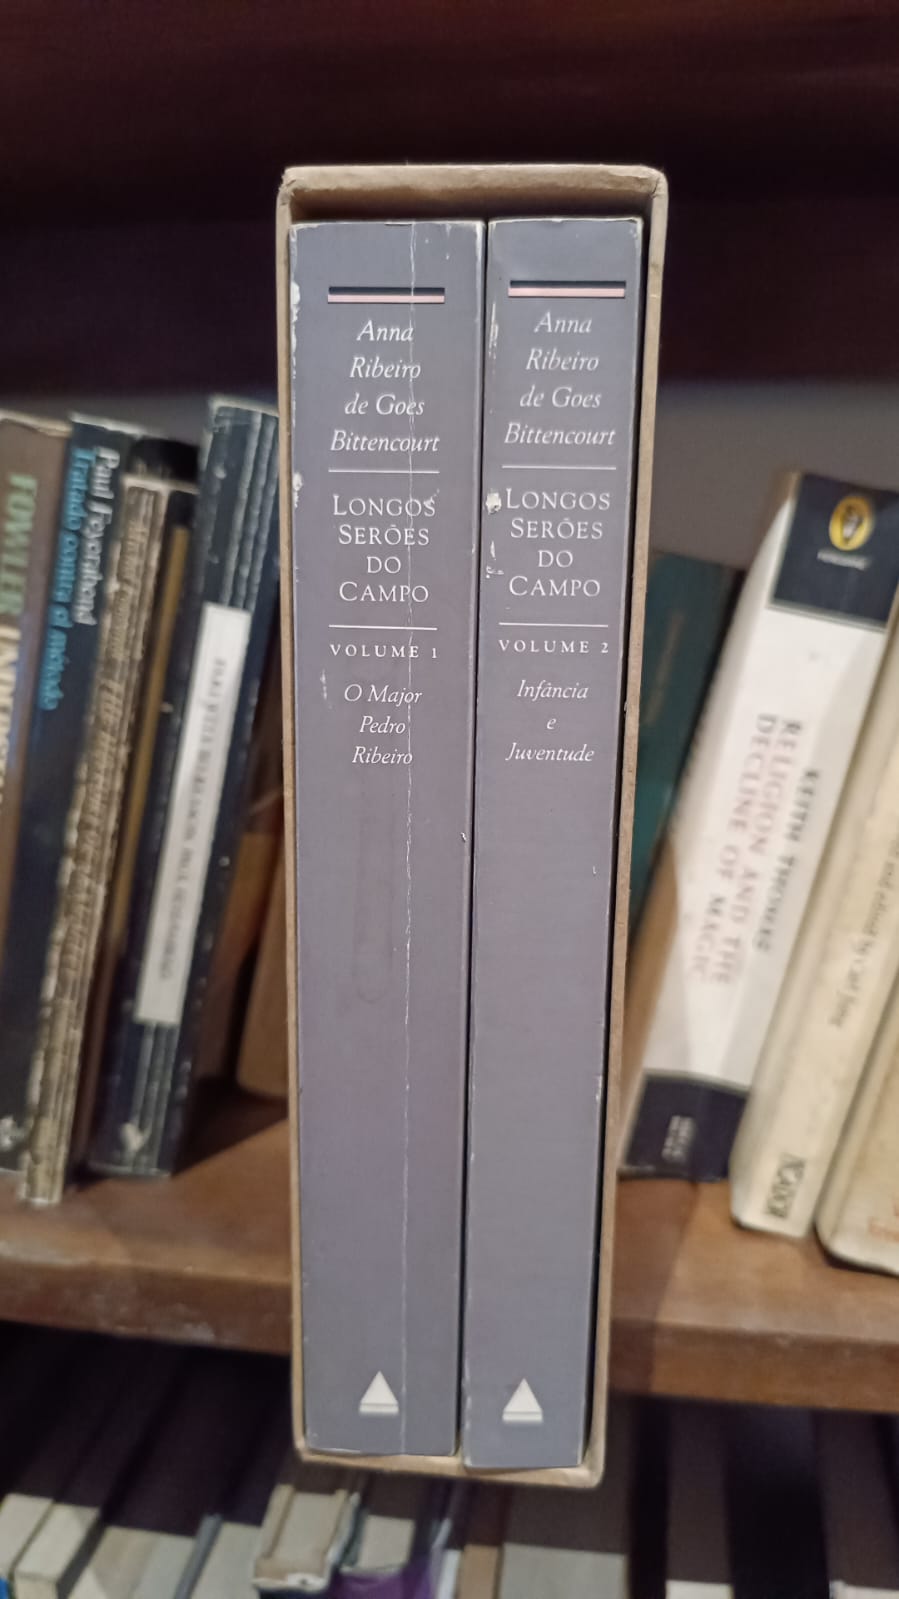 Anna
Ribeiro
de Goes
Bittencourt
LONGOS
SERÕES
DO
CAMPO
VOLUME 1
O Major
Pedro
Ribeiro
Anna
Ribeiro
de Goes
Bittencourt
LONGOS
SERÕES
DO
CAMPO
VOLUME 2
Infância
e
Juventude
FOWLER
Paul Feyerabend
Tratado contra el método
KEITH THOMAS
RELIGION AND THE
DECLINE OF MAGIC
PICADOR